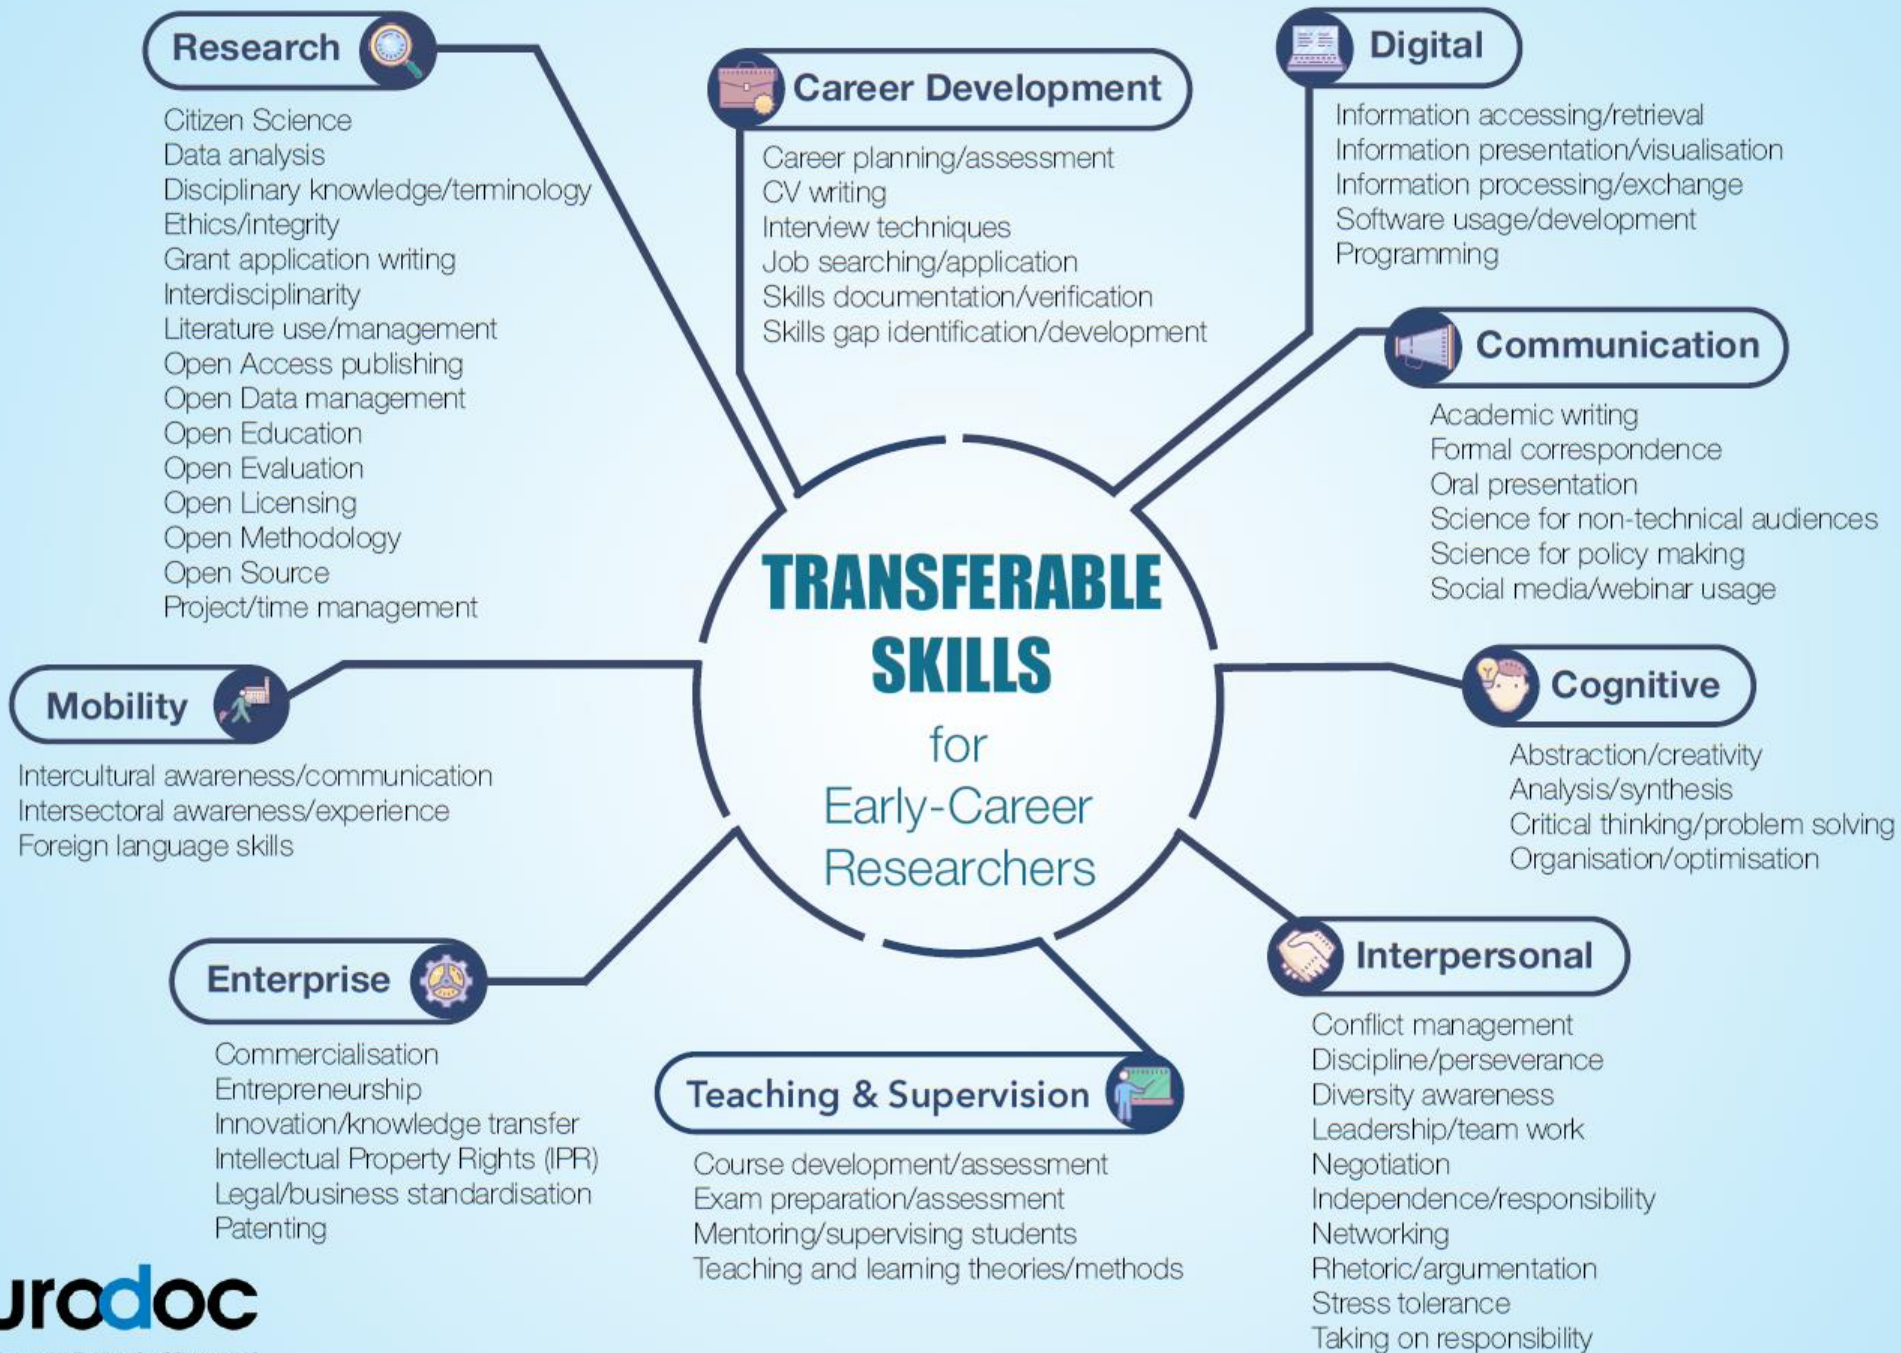 Research
Citizen Science
Data analysis
Disciplinary knowledge/terminology
Ethics/integrity
Grant application writing
Interdisciplinarity
Literature use/management
Open Access publishing
Open Data management
Open Education
Open Evaluation
Open Licensing
Open Methodology
Open Source
Project/time management
Career Development
Career planning/assessment
CV writing
Interview techniques
Job searching/application
Skills documentation/verification
Skills gap identification/development
Digital
Information accessing/retrieval
Information presentation/visualisation
Information processing/exchange
Software usage/development
Programming
Communication
Academic writing
Formal correspondence
Oral presentation
Science for non-technical audiences
Science for policy making
Social media/webinar usage
TRANSFERABLE
SKILLS
for
Early-Career
Researchers
Mobility
Intercultural awareness/communication
Intersectoral awareness/experience
Foreign language skills
Cognitive
Abstraction/creativity
Analysis/synthesis
Critical thinking/problem solving
Organisation/optimisation
Enterprise
Commercialisation
Entrepreneurship
Innovation/knowledge transfer
Intellectual Property Rights (IPR)
Legal/business standardisation
Patenting
Teaching & Supervision
Course development/assessment
Exam preparation/assessment
Mentoring/supervising students
Teaching and learning theories/methods
Interpersonal
Conflict management
Discipline/perseverance
Diversity awareness
Leadership/team work
Negotiation
Independence/responsibility
Networking
Rhetoric/argumentation
Stress tolerance
Taking on responsibility
urodoc